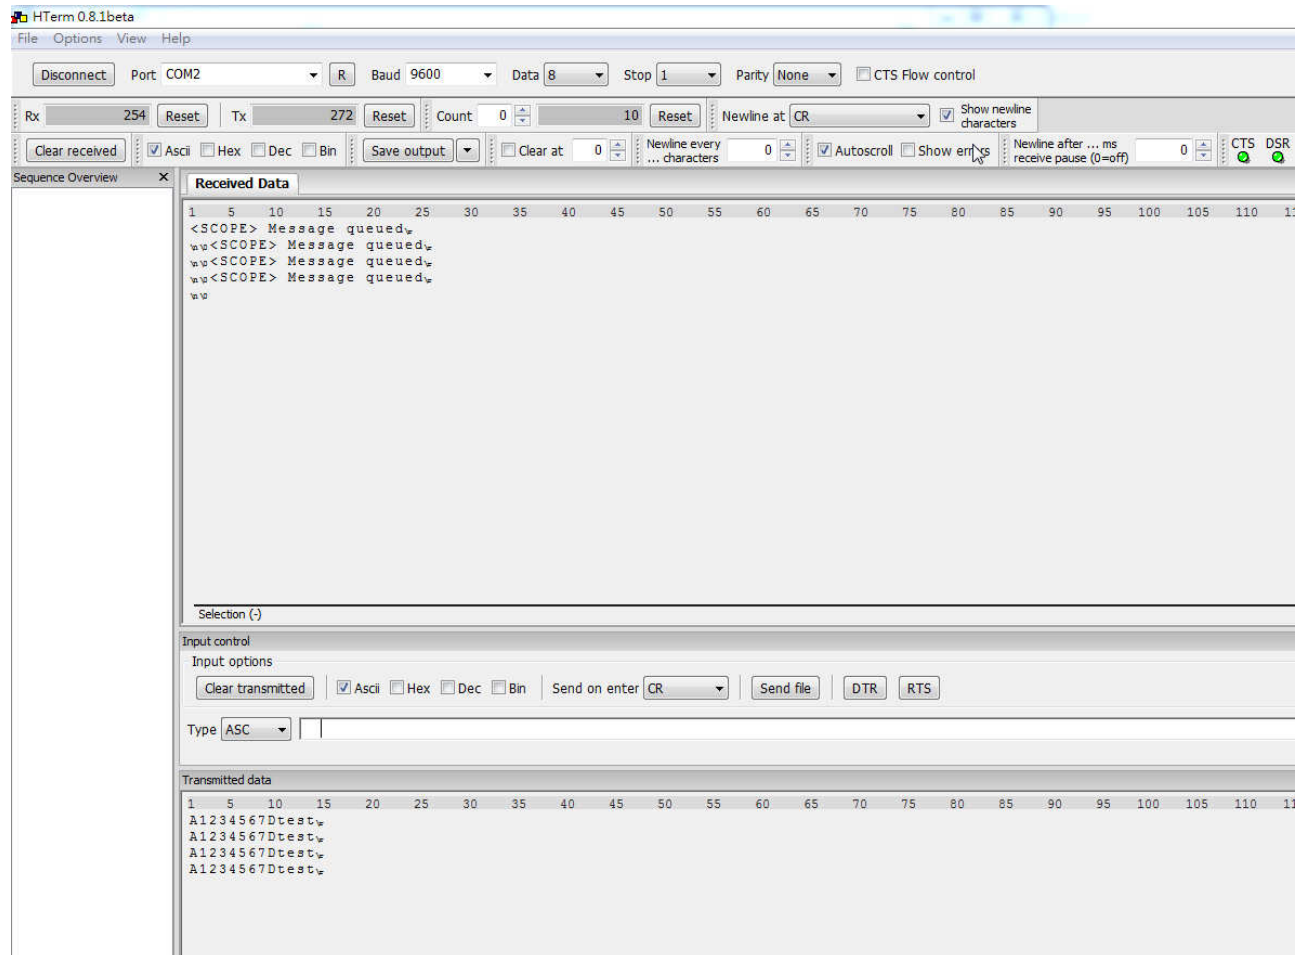 HTerm 0.8.1beta
File Options View Help
Disconnect Port COM2 R Baud 9600 Data 8 Stop 1 Parity None CTS Flow control
Rx 254 Reset Tx 272 Reset Count 0 10 Reset Newline at CR Show newline characters
Clear received Ascii Hex Dec Bin Save output Clear at 0 Newline every ... characters 0 Autoscroll Show errors Newline after ... ms receive pause (0=off) 0 CTS DSR
Sequence Overview X Received Data
1 5 10 15 20 25 30 35 40 45 50 55 60 65 70 75 80 85 90 95 100 105 110 11
<SCOPE> Message queued\r
\n\0<SCOPE> Message queued\r
\n\0<SCOPE> Message queued\r
\n\0<SCOPE> Message queued\r
\n\0
Selection (-)
Input control
Input options
Clear transmitted Ascii Hex Dec Bin Send on enter CR Send file DTR RTS
Type ASC
Transmitted data
1 5 10 15 20 25 30 35 40 45 50 55 60 65 70 75 80 85 90 95 100 105 110 11
A1234567Dtest\r
A1234567Dtest\r
A1234567Dtest\r
A1234567Dtest\r